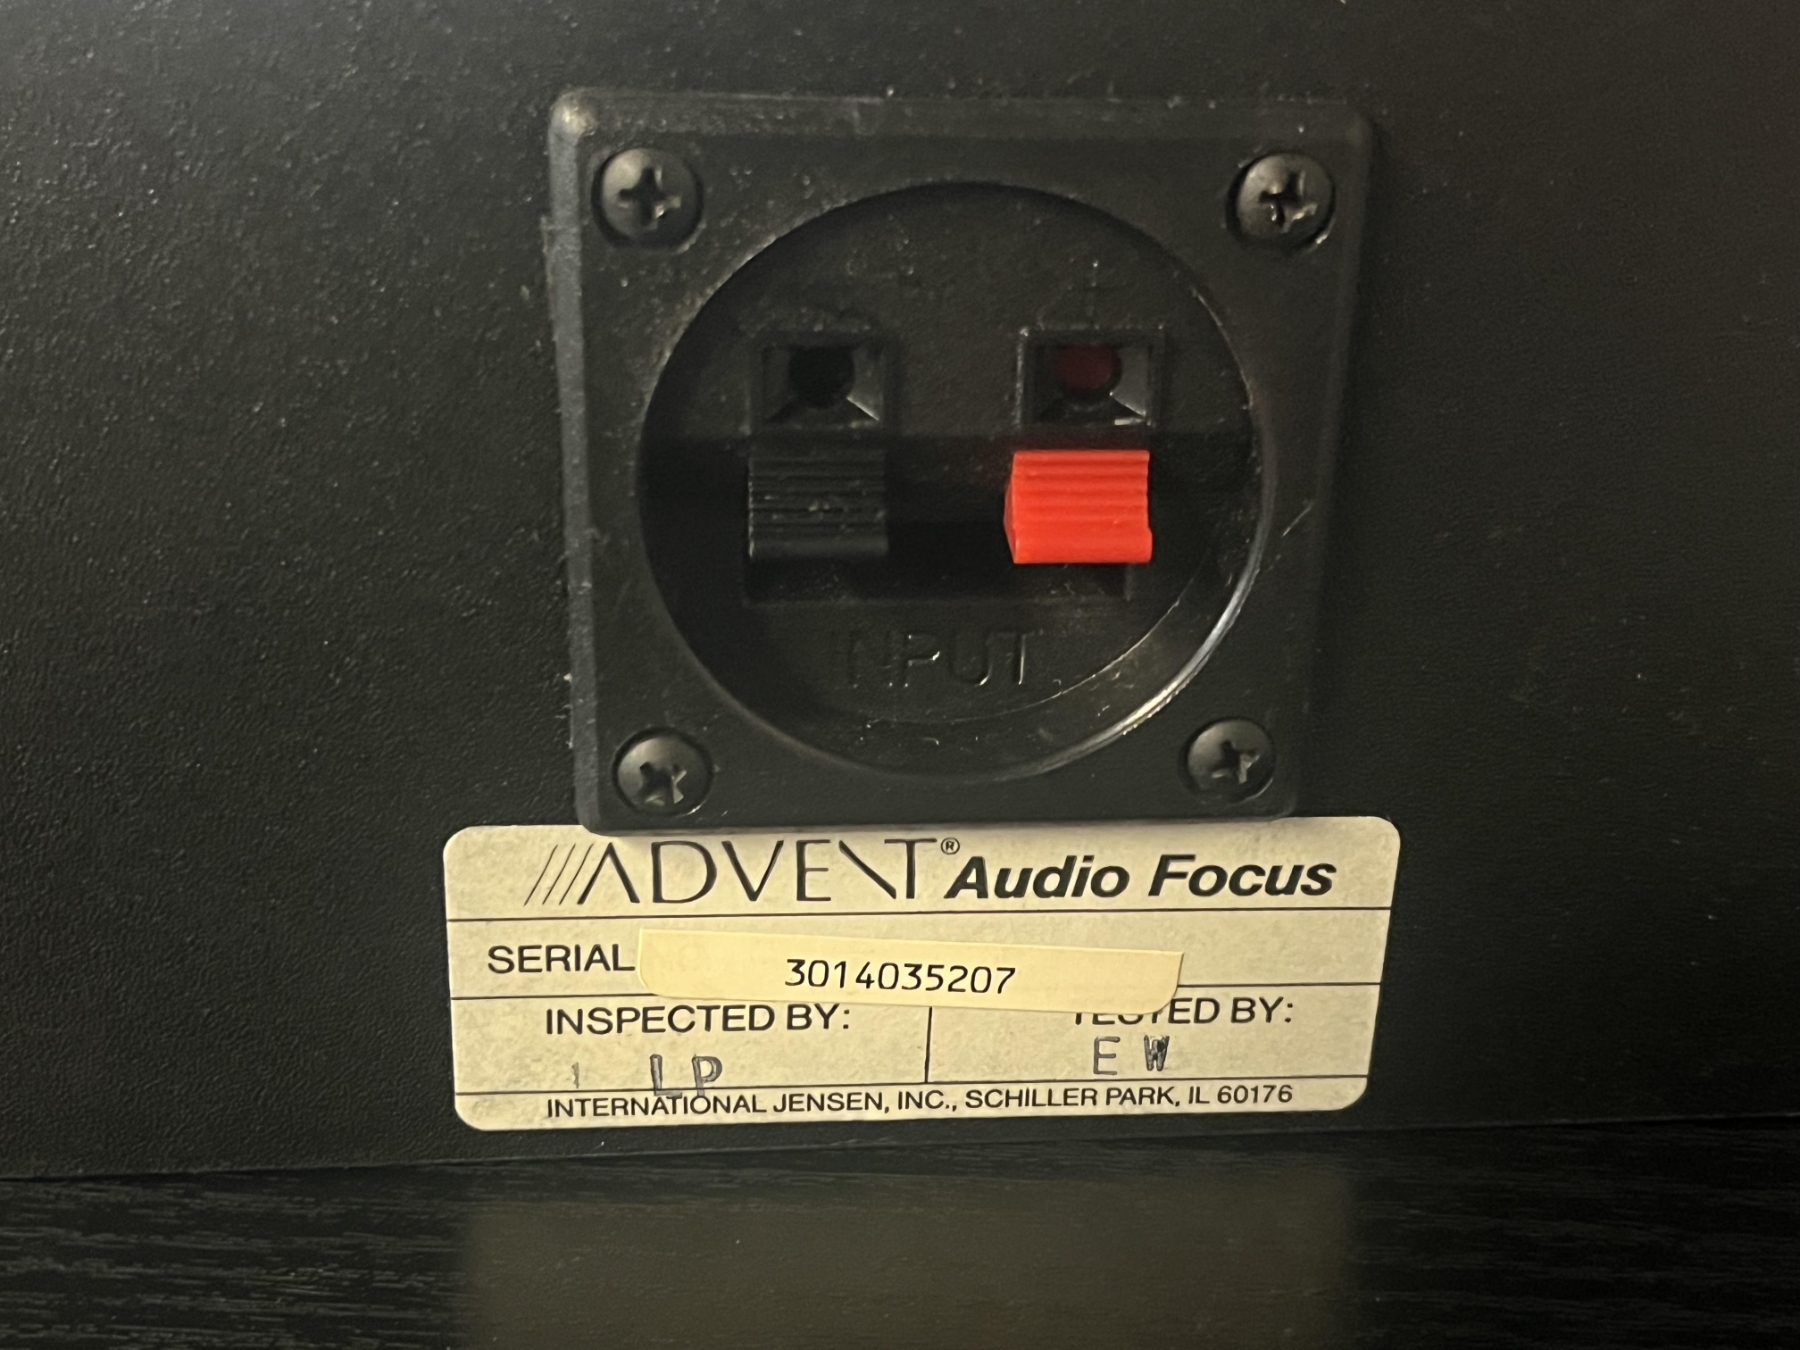 - +
INPUT
///ADVENT® Audio Focus
SERIAL 3014035207
INSPECTED BY: TESTED BY:
LP EW
INTERNATIONAL JENSEN, INC., SCHILLER PARK, IL 60176